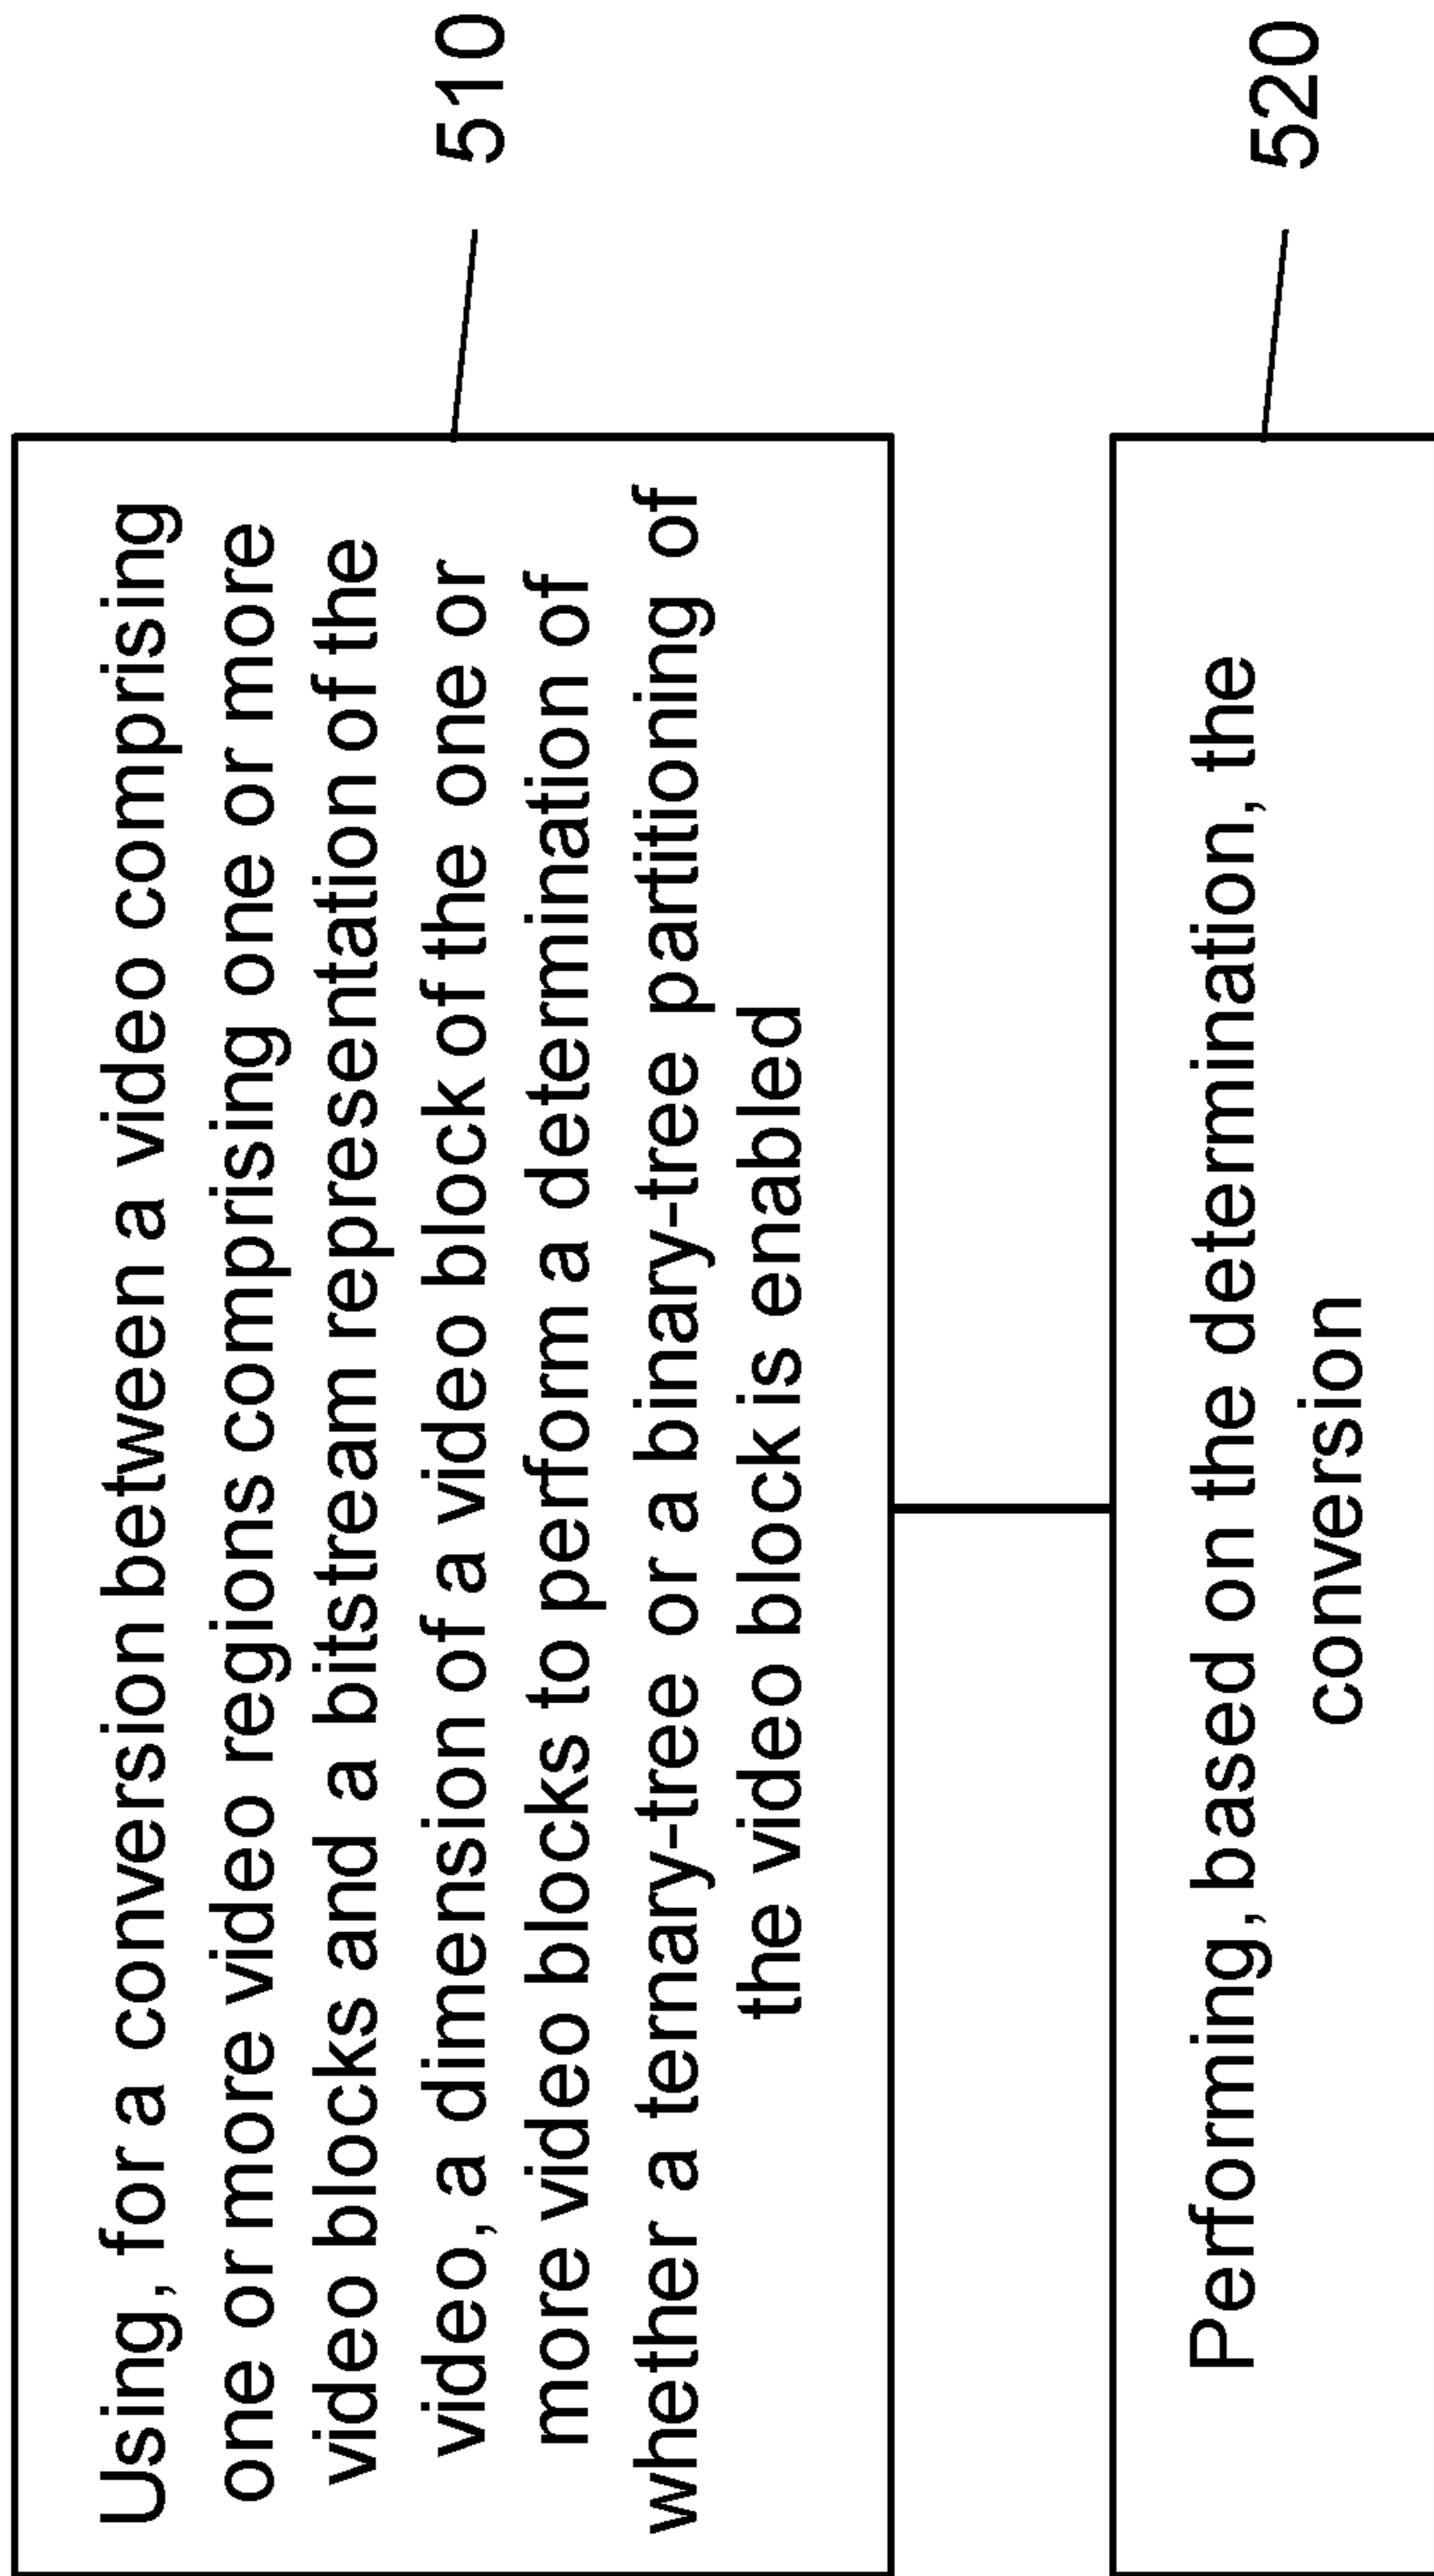 Using, for a conversion between a video comprising
one or more video regions comprising one or more
video blocks and a bitstream representation of the
video, a dimension of a video block of the one or
more video blocks to perform a determination of
whether a ternary-tree or a binary-tree partitioning of
the video block is enabled
510
Performing, based on the determination, the
conversion
520